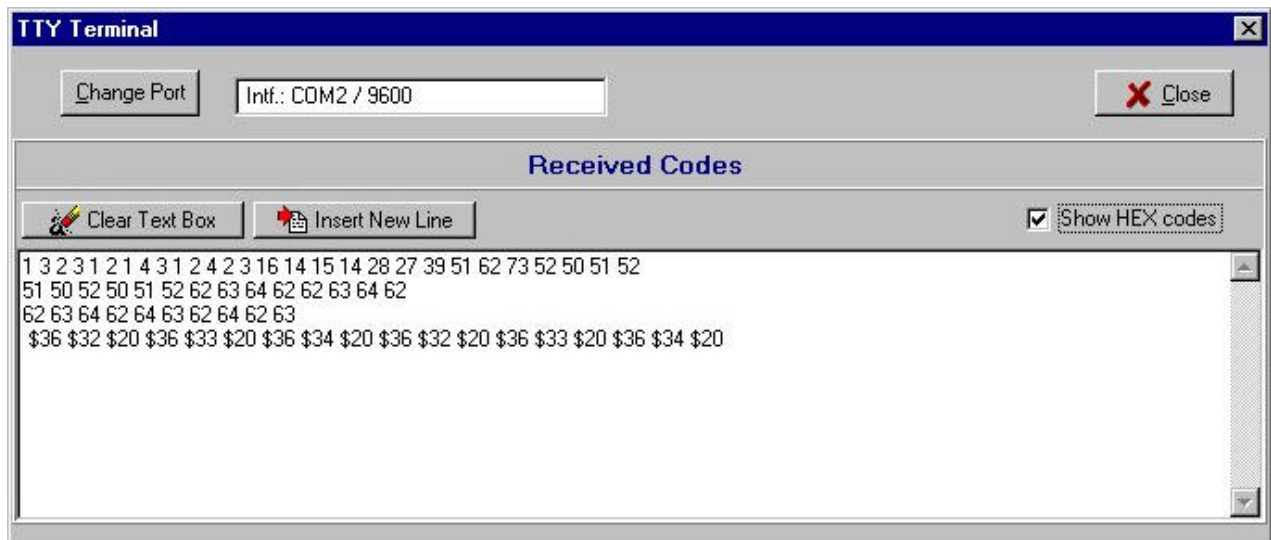 TTY Terminal
Change Port Intf.: COM2 / 9600 Close
Received Codes
Clear Text Box Insert New Line Show HEX codes
1 3 2 3 1 2 1 4 3 1 2 4 2 3 16 14 15 14 28 27 39 51 62 73 52 50 51 52
51 50 52 50 51 52 62 63 64 62 62 63 64 62
62 63 64 62 64 63 62 64 62 63
$36 $32 $20 $36 $33 $20 $36 $34 $20 $36 $32 $20 $36 $33 $20 $36 $34 $20